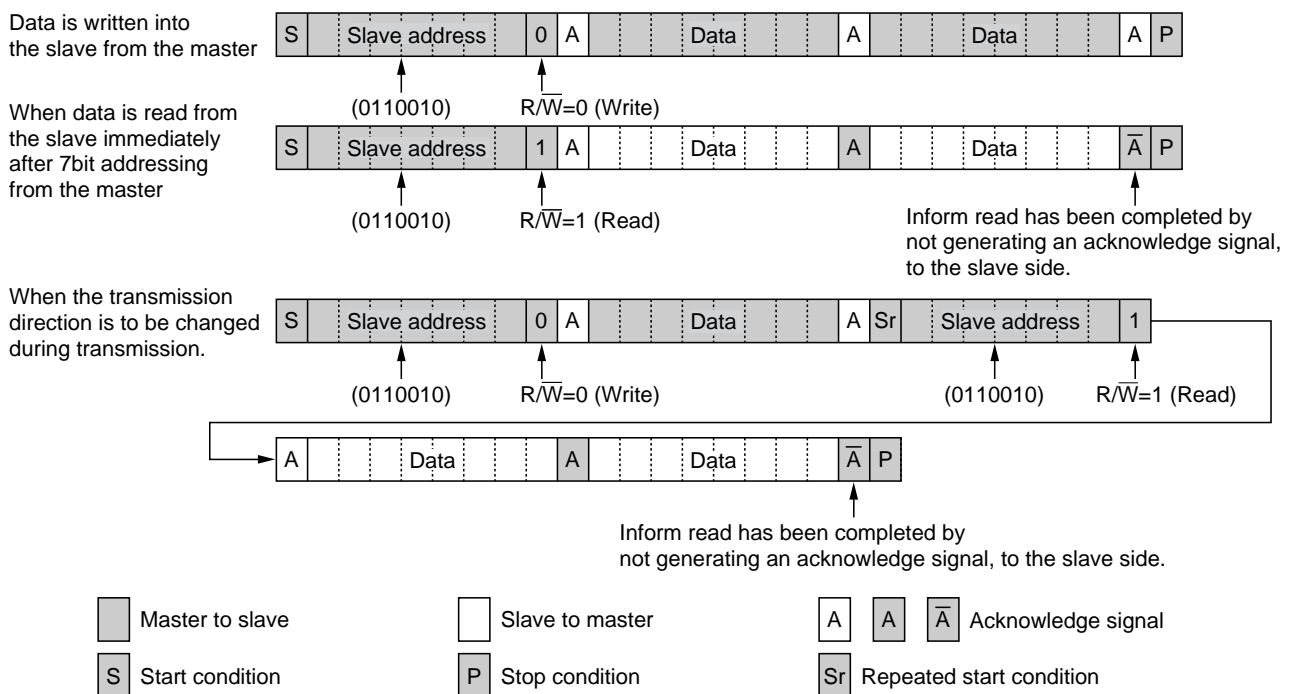 Data is written into
the slave from the master
S Slave address 0 A Data A Data A P
(0110010) R/W̅=0 (Write)
When data is read from
the slave immediately
after 7bit addressing
from the master
S Slave address 1 A Data A Data A̅ P
(0110010) R/W̅=1 (Read)
Inform read has been completed by
not generating an acknowledge signal,
to the slave side.
When the transmission
direction is to be changed
during transmission.
S Slave address 0 A Data A Sr Slave address 1
(0110010) R/W̅=0 (Write) (0110010) R/W̅=1 (Read)
A Data A Data A̅ P
Inform read has been completed by
not generating an acknowledge signal, to the slave side.
Master to slave Slave to master A A A̅ Acknowledge signal
S Start condition P Stop condition Sr Repeated start condition